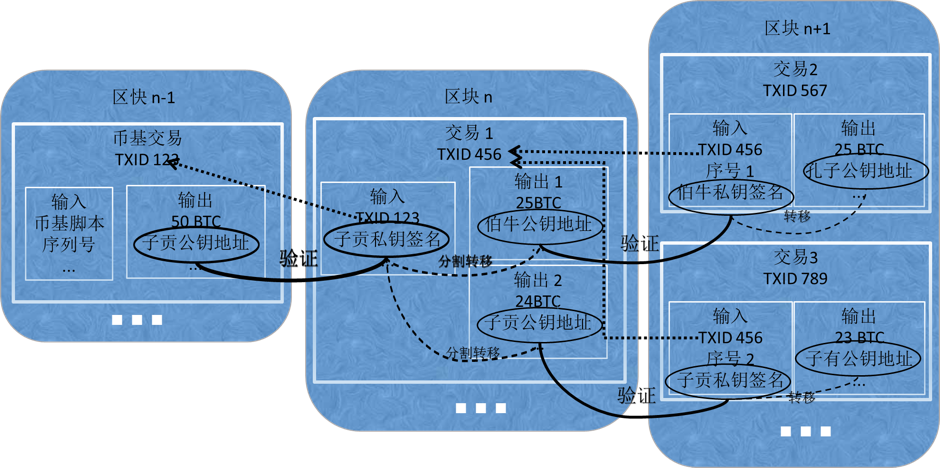 区快 n-1
币基交易
TXID 123
输入
币基脚本
序列号
...
输出
50 BTC
子贡公钥地址
...
验证
区块 n
交易 1
TXID 456
输入
TXID 123
子贡私钥签名
分割转移
分割转移
输出 1
25BTC
伯牛公钥地址
...
输出 2
24BTC
子贡公钥地址
...
验证
验证
区块 n+1
交易2
TXID 567
输入
TXID 456
序号 1
伯牛私钥签名
输出
25 BTC
孔子公钥地址
...
转移
交易3
TXID 789
输入
TXID 456
序号 2
子贡私钥签名
输出
23 BTC
子有公钥地址
...
转移